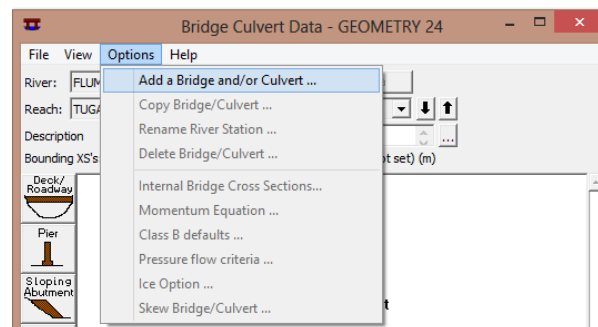 Bridge Culvert Data - GEOMETRY 24
File View Options Help
River: FLUM
Add a Bridge and/or Culvert ...
Reach: TUGA
Copy Bridge/Culvert ...
Description
Rename River Station ...
...
Bounding XS's
Delete Bridge/Culvert ...
t set) (m)
Deck/
Roadway
Internal Bridge Cross Sections...
Momentum Equation ...
Pier
Class B defaults ...
Pressure flow criteria ...
Sloping
Abutment
Ice Option ...
Skew Bridge/Culvert ...
t